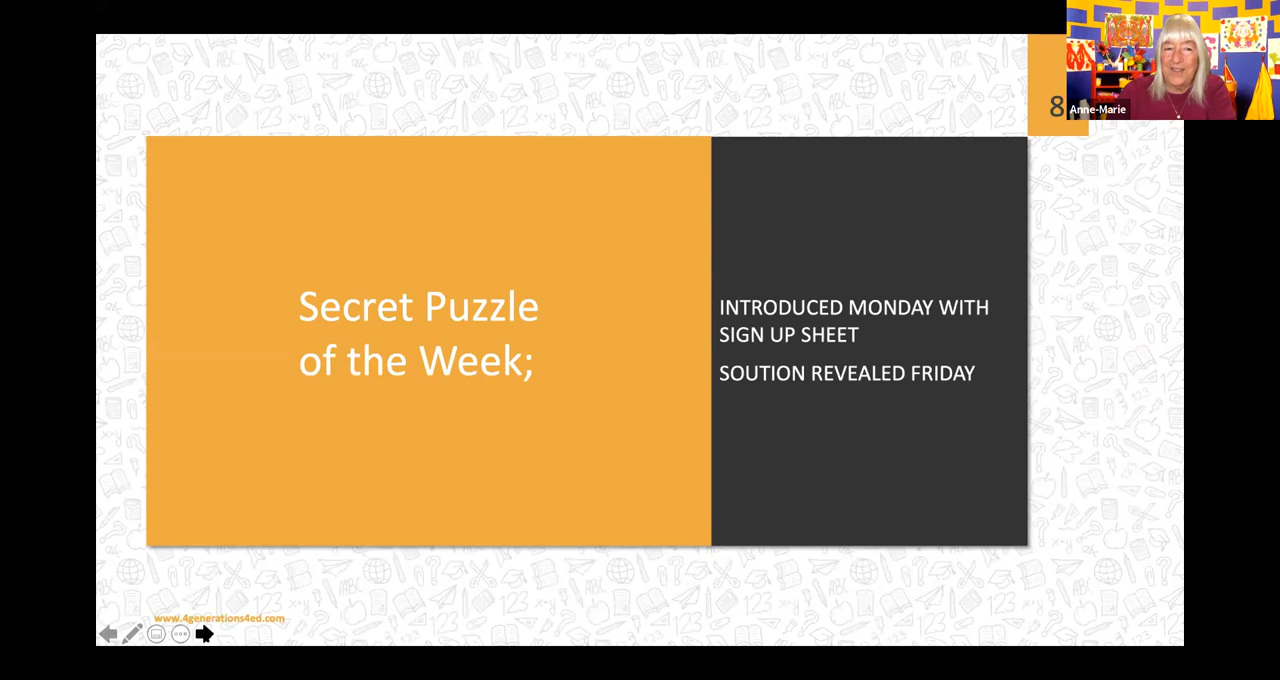 8
Anne-Marie
Secret Puzzle
of the Week;
INTRODUCED MONDAY WITH
SIGN UP SHEET
SOUTION REVEALED FRIDAY
www.4generations4ed.com